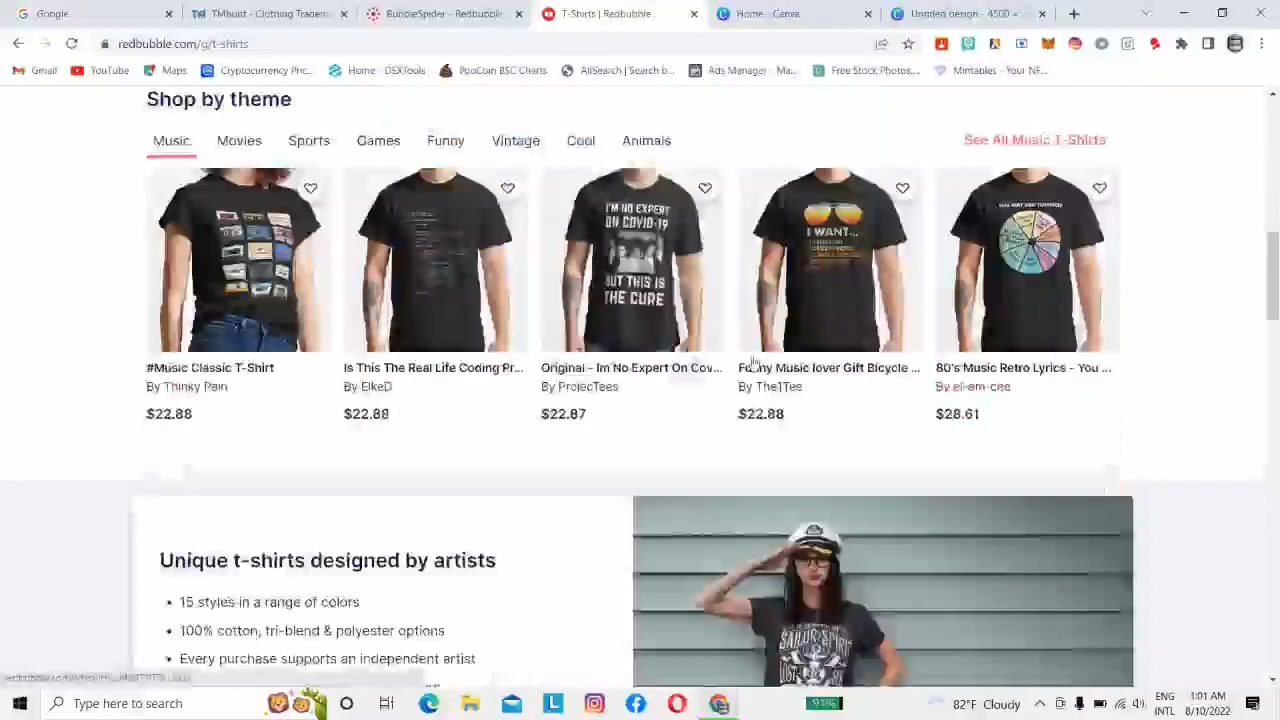 Google
TMhunt - Clothing Tradem
BubbleSpider - Redbubble
T-Shirts | Redbubble
Home - Canva
Untitled design - 4500 ×
redbubble.com/g/t-shirts
Gmail
YouTube
Maps
Cryptocurrency Pric...
Home
DEXTools
PooCoin BSC Charts
AllSearch | Search b...
Ads Manager - Ma...
Free Stock Photos,...
Mintables - Your NF...
Shop by theme
Music
Movies
Sports
Games
Funny
Vintage
Cool
Animals
See All Music T-Shirts
I'M NO EXPERT
ON COVID-19
BUT THIS IS
THE CURE
I WANT...
#Music Classic T-Shirt
Is This The Real Life Coding Pr...
Original - Im No Expert On Cov...
Funny Music lover Gift Bicycle ...
80's Music Retro Lyrics - You ...
By Thinky Pain
By ElkeD
By ProjecTees
By The1Tee
$22.88
$22.88
$22.87
$22.88
$28.61
Unique t-shirts designed by artists
• 15 styles in a range of colors
• 100% cotton, tri-blend & polyester options
• Every purchase supports an independent artist
SAILOR SPIRIT
Type here to search
82°F Cloudy
ENG
INTL
1:01 AM
8/10/2022